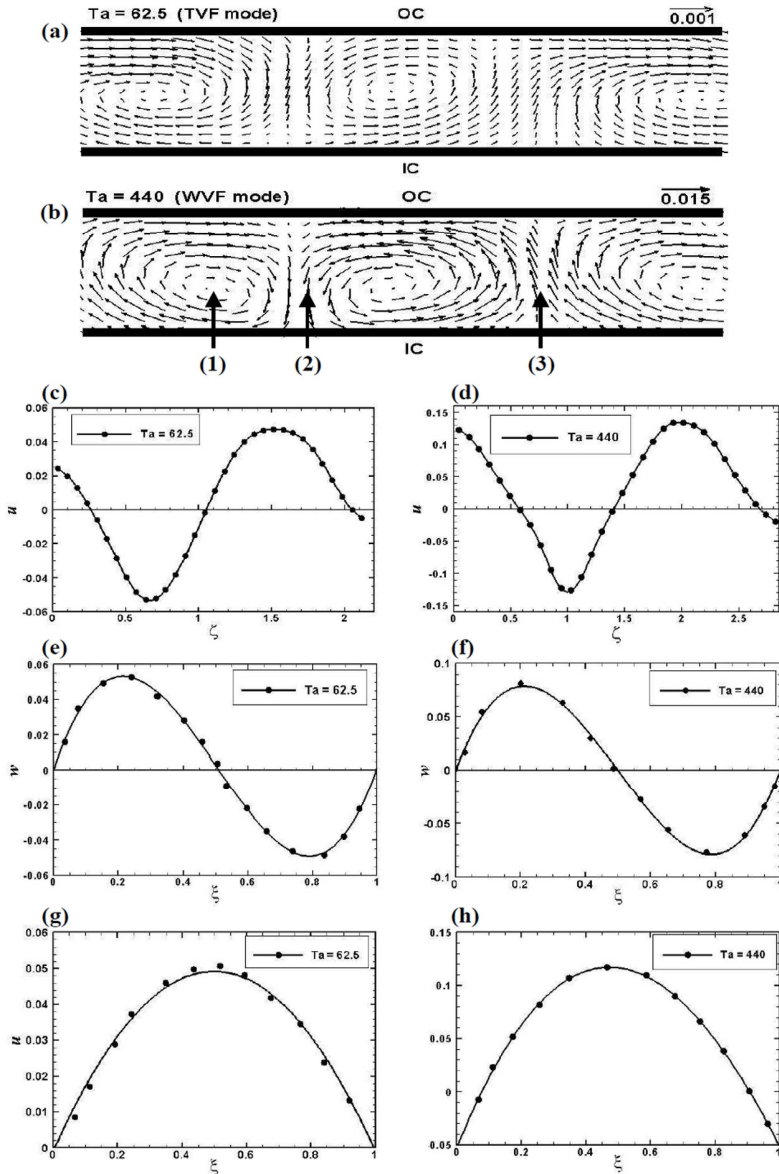 Ta = 62.5 (TVF mode) OC 0.001
(a)
IC
Ta = 440 (WVF mode) OC 0.015
(b)
IC
(1) (2) (3)
(c)
0.06
0.04
0.02
0
-0.02
-0.04
-0.06
u
Ta = 62.5
0 0.5 1 1.5 2
ζ
(d)
0.15
0.1
0.05
0
-0.05
-0.1
-0.15
u
Ta = 440
0 0.5 1 1.5 2 2.5
ζ
(e)
0.06
0.04
0.02
0
-0.02
-0.04
-0.06
w
Ta = 62.5
0 0.2 0.4 0.6 0.8 1
ξ
(f)
0.1
0.05
0
-0.05
-0.1
w
Ta = 440
0 0.2 0.4 0.6 0.8 1
ξ
(g)
0.06
0.05
0.04
0.03
0.02
0.01
0
u
Ta = 62.5
0 0.2 0.4 0.6 0.8 1
ξ
(h)
0.15
0.1
0.05
0
0.05
u
Ta = 440
0 0.2 0.4 0.6 0.8 1
ξ